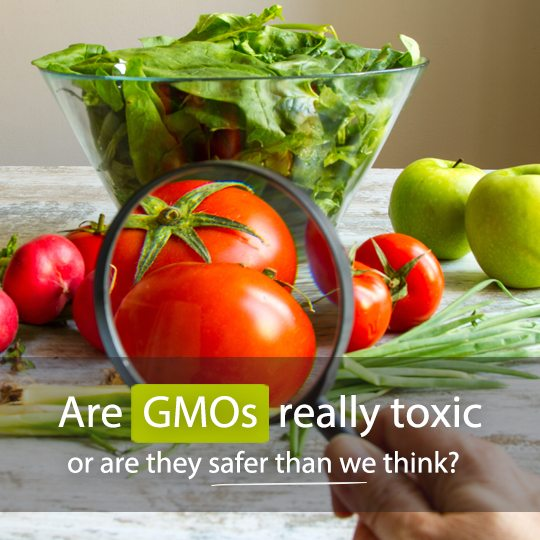 Are GMOs really toxic
or are they safer than we think?